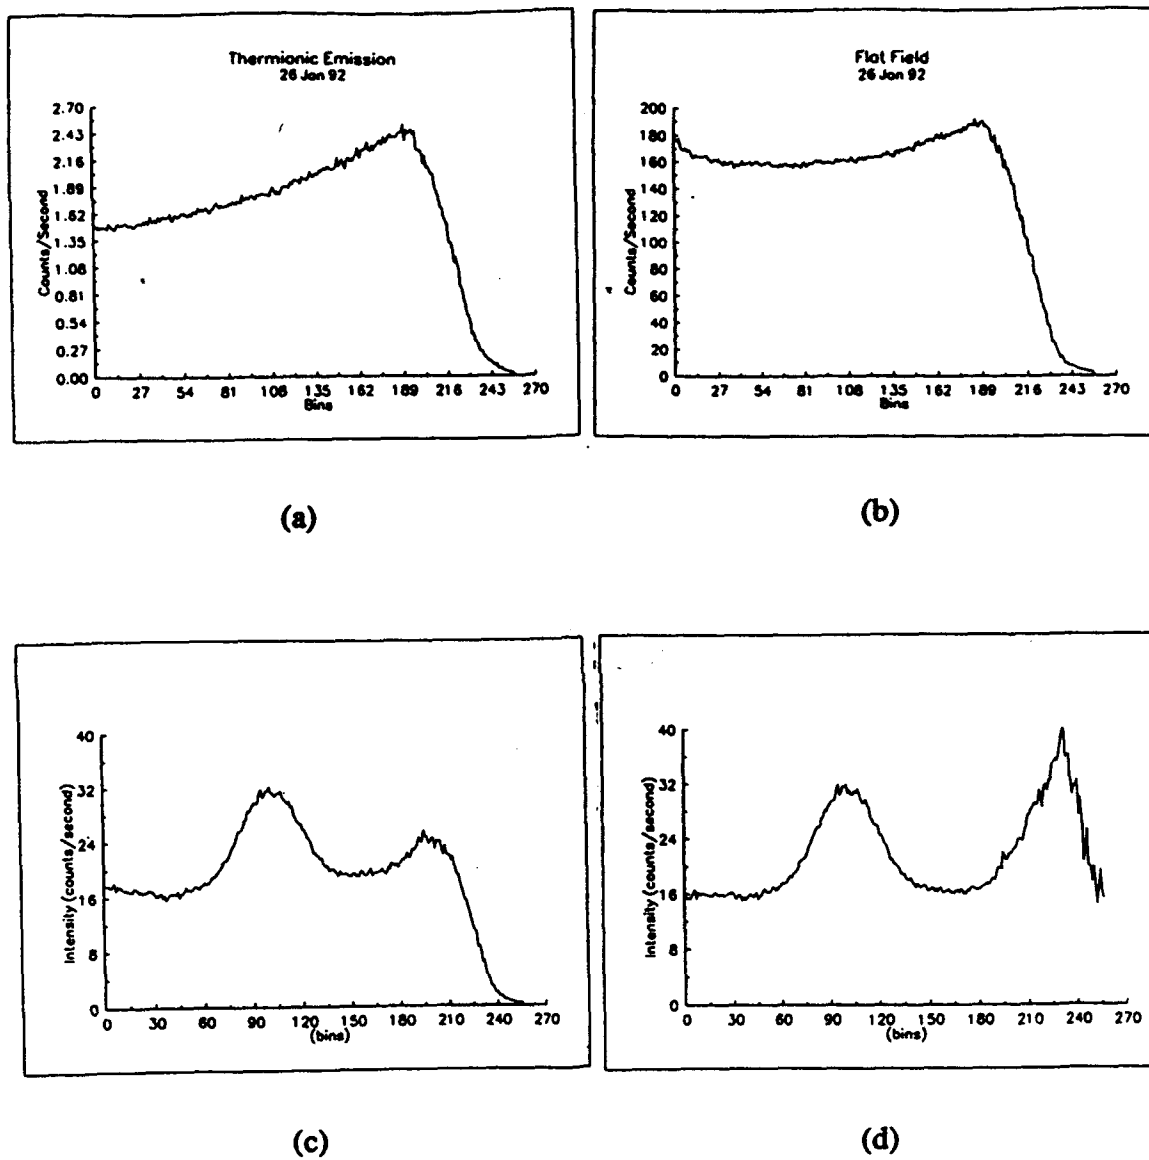 Thermionic Emission
26 Jan 92
2.70
2.43
2.16
1.89
1.62
1.35
1.08
0.81
0.54
0.27
0.00
Counts/Second
0 27 54 81 108 135 162 189 216 243 270
Bins
(a)
Flat Field
26 Jan 92
200
180
160
140
120
100
80
60
40
20
0
Counts/Second
0 27 54 81 108 135 162 189 216 243 270
Bins
(b)
40
32
24
16
8
0
Intensity (counts/second)
0 30 60 90 120 150 180 210 240 270
(bins)
(c)
40
32
24
16
8
0
Intensity (counts/second)
0 30 60 90 120 150 180 210 240 270
(bins)
(d)